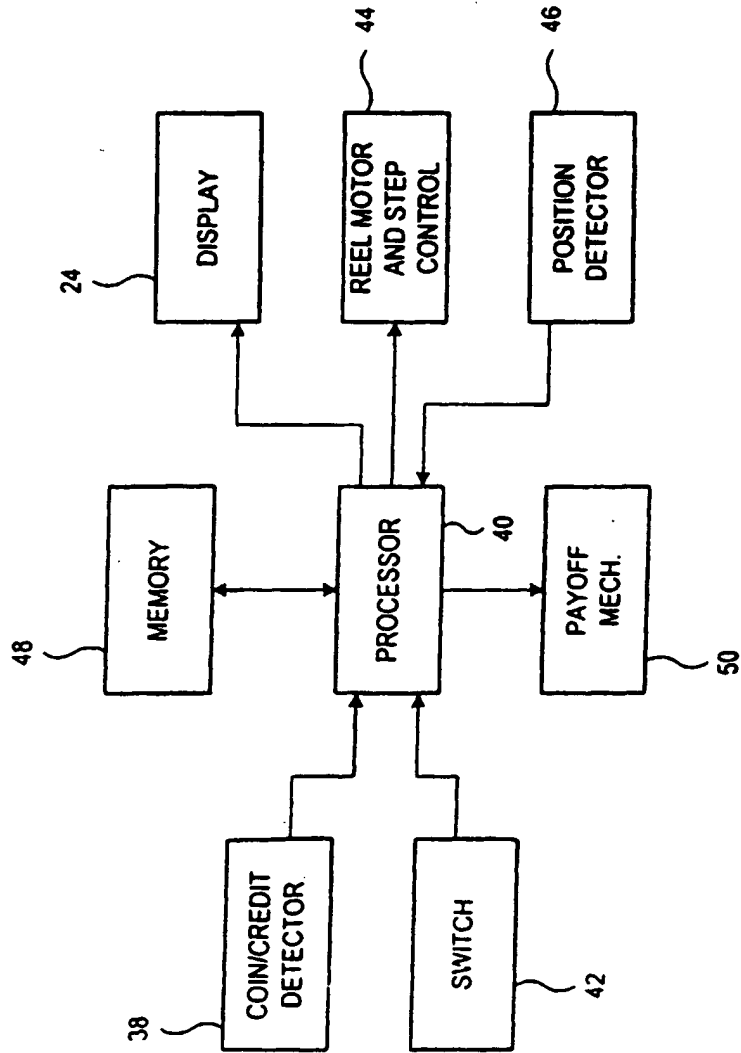 48
MEMORY
24
DISPLAY
38
COIN/CREDIT
DETECTOR
PROCESSOR
40
REEL MOTOR
AND STEP
CONTROL
44
SWITCH
42
PAYOFF
MECH.
50
POSITION
DETECTOR
46